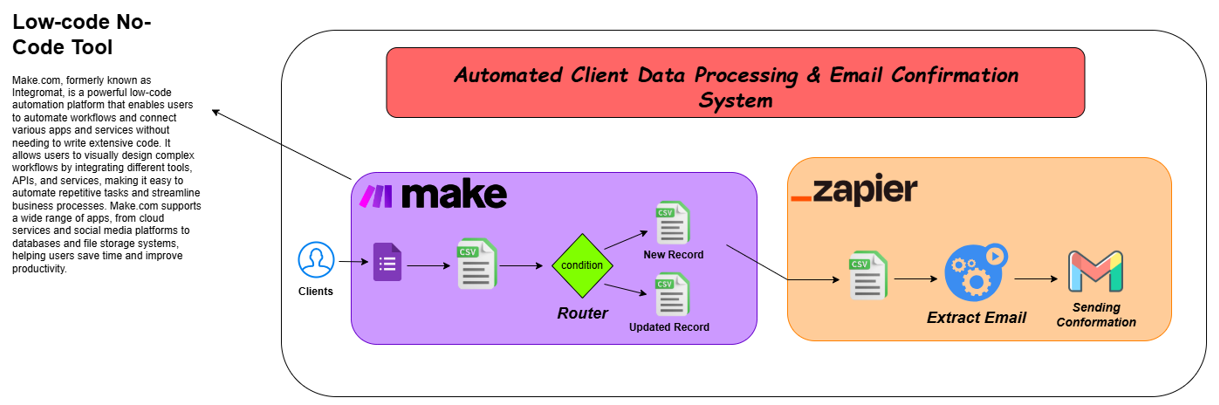 Low-code No-
Code Tool
Make.com, formerly known as
Integromat, is a powerful low-code
automation platform that enables users
to automate workflows and connect
various apps and services without
needing to write extensive code. It
allows users to visually design complex
workflows by integrating different tools,
APIs, and services, making it easy to
automate repetitive tasks and streamline
business processes. Make.com supports
a wide range of apps, from cloud
services and social media platforms to
databases and file storage systems,
helping users save time and improve
productivity.
Automated Client Data Processing & Email Confirmation
System
make
Clients
CSV
condition
Router
CSV
New Record
CSV
Updated Record
zapier
CSV
Extract Email
Sending
Conformation